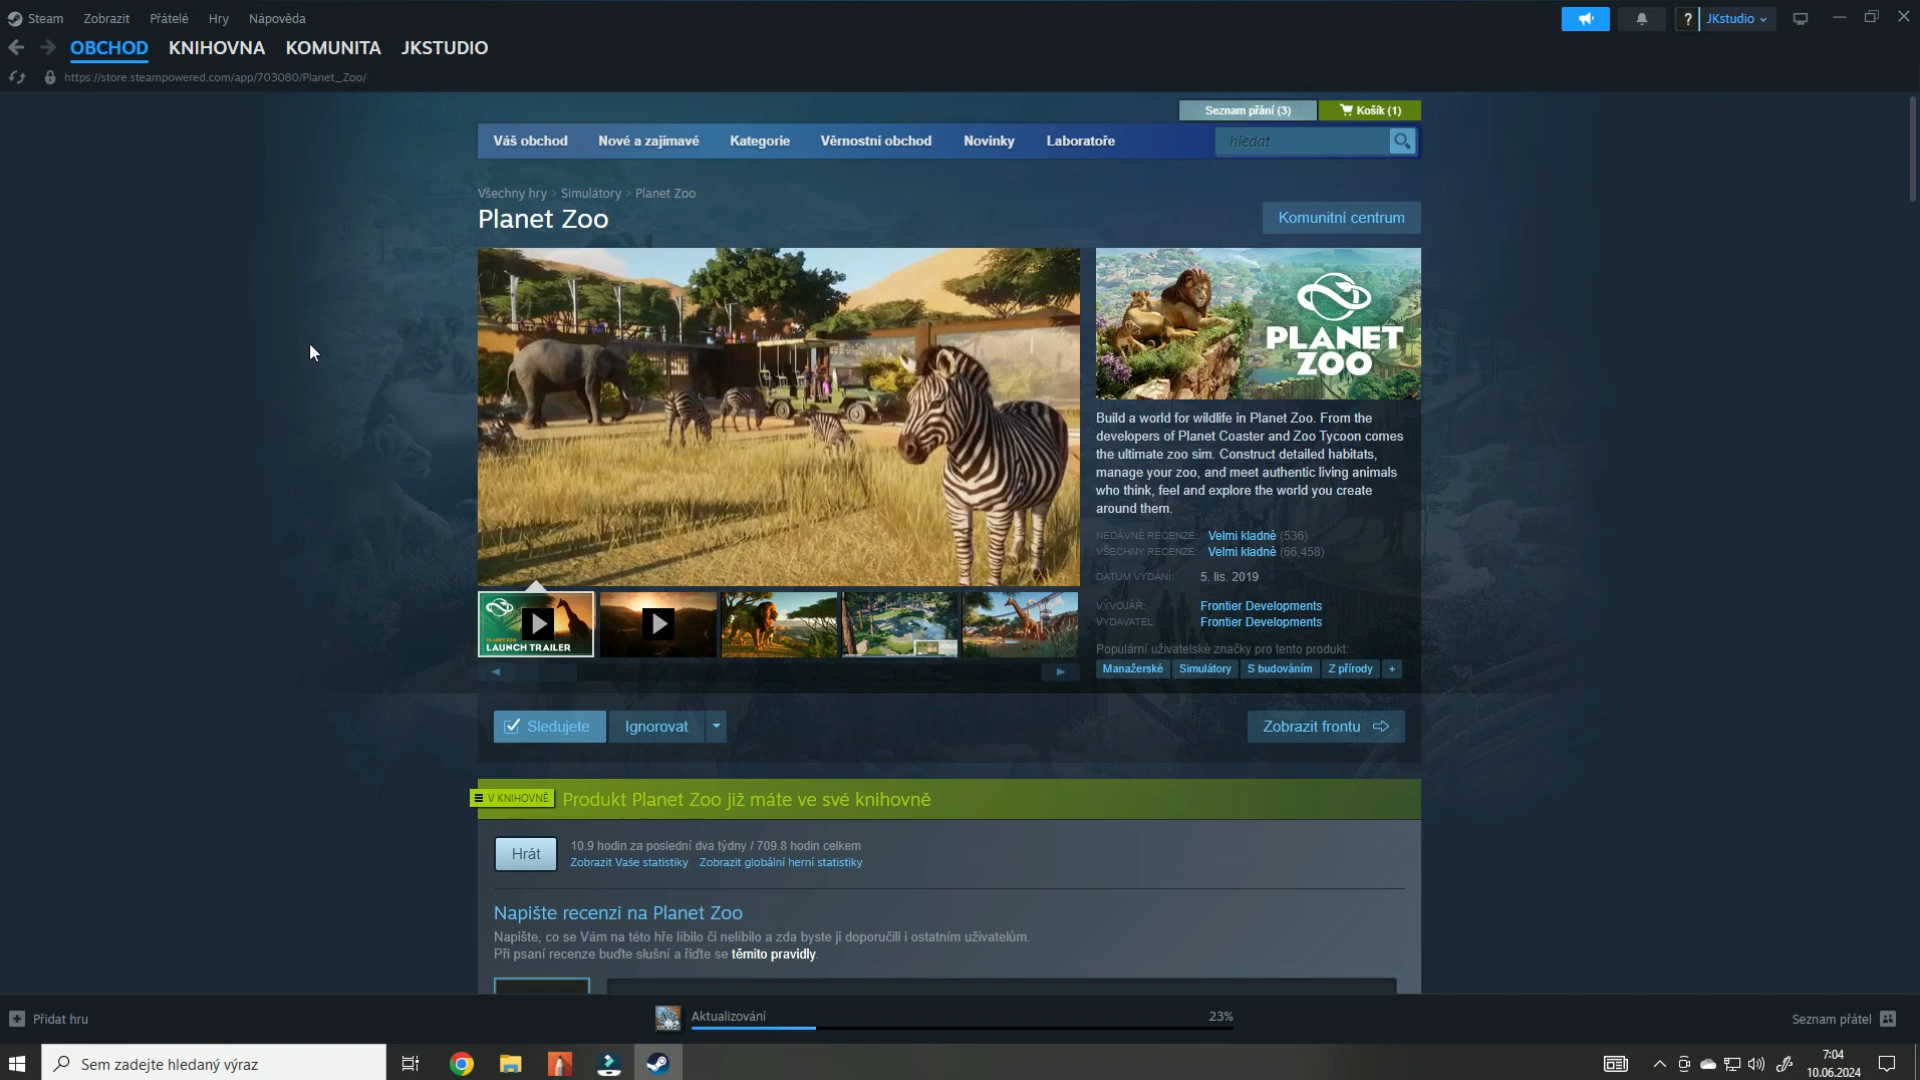 Steam Zobrazit Přátelé Hry Nápověda
? JKstudio
OBCHOD KNIHOVNA KOMUNITA JKSTUDIO
https://store.steampowered.com/app/703080/Planet_Zoo/
Seznam přání (3) Košík (1)
Váš obchod Nové a zajímavé Kategorie Věrnostní obchod Novinky Laboratoře hledat
Všechny hry > Simulátory > Planet Zoo
Planet Zoo
Komunitní centrum
PLANET
ZOO
Build a world for wildlife in Planet Zoo. From the
developers of Planet Coaster and Zoo Tycoon comes
the ultimate zoo sim. Construct detailed habitats,
manage your zoo, and meet authentic living animals
who think, feel and explore the world you create
around them.
NEDÁVNÉ RECENZE: Velmi kladné (536)
VŠECHNY RECENZE: Velmi kladné (66,458)
DATUM VYDÁNÍ: 5. lis. 2019
VÝVOJÁŘ: Frontier Developments
VYDAVATEL: Frontier Developments
Populární uživatelské značky pro tento produkt:
Manažerské Simulátory S budováním Z přírody +
PLANET ZOO
LAUNCH TRAILER
Sledujete Ignorovat Zobrazit frontu
V KNIHOVNĚ Produkt Planet Zoo již máte ve své knihovně
Hrát
10.9 hodin za poslední dva týdny / 709.8 hodin celkem
Zobrazit Vaše statistiky Zobrazit globální herní statistiky
Napište recenzi na Planet Zoo
Napište, co se Vám na této hře líbilo či nelíbilo a zda byste ji doporučili i ostatním uživatelům.
Při psaní recenze buďte slušní a řiďte se těmito pravidly.
Přidat hru Aktualizování 23% Seznam přátel
Sem zadejte hledaný výraz
7:04
10.06.2024